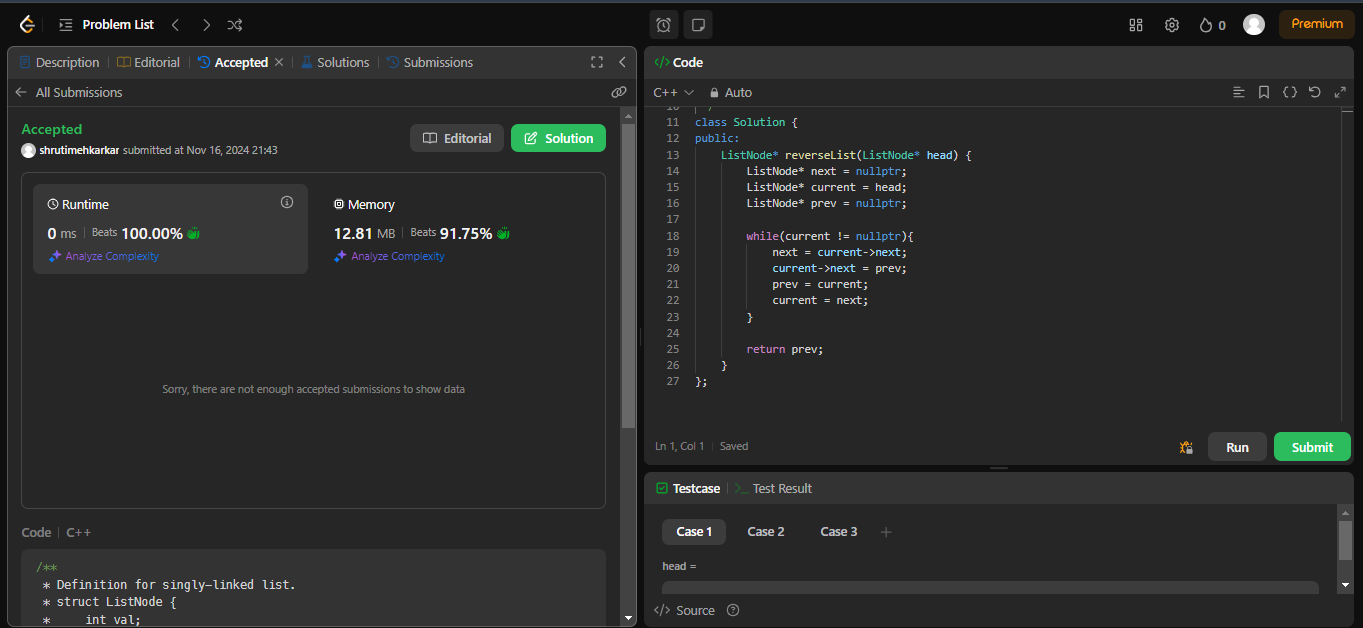 Problem List
0
Premium
Description
Editorial
Accepted
Solutions
Submissions
All Submissions
Accepted
shrutimehkarkar submitted at Nov 16, 2024 21:43
Editorial
Solution
Runtime
0 ms
Beats 100.00%
Analyze Complexity
Memory
12.81 MB
Beats 91.75%
Analyze Complexity
Sorry, there are not enough accepted submissions to show data
Code
C++
/**
* Definition for singly-linked list.
* struct ListNode {
* int val;
</> Code
C++
Auto
11 class Solution {
12 public:
13 ListNode* reverseList(ListNode* head) {
14 ListNode* next = nullptr;
15 ListNode* current = head;
16 ListNode* prev = nullptr;
17
18 while(current != nullptr){
19 next = current->next;
20 current->next = prev;
21 prev = current;
22 current = next;
23 }
24
25 return prev;
26 }
27 };
Ln 1, Col 1
Saved
Run
Submit
Testcase
Test Result
Case 1
Case 2
Case 3
head =
</> Source